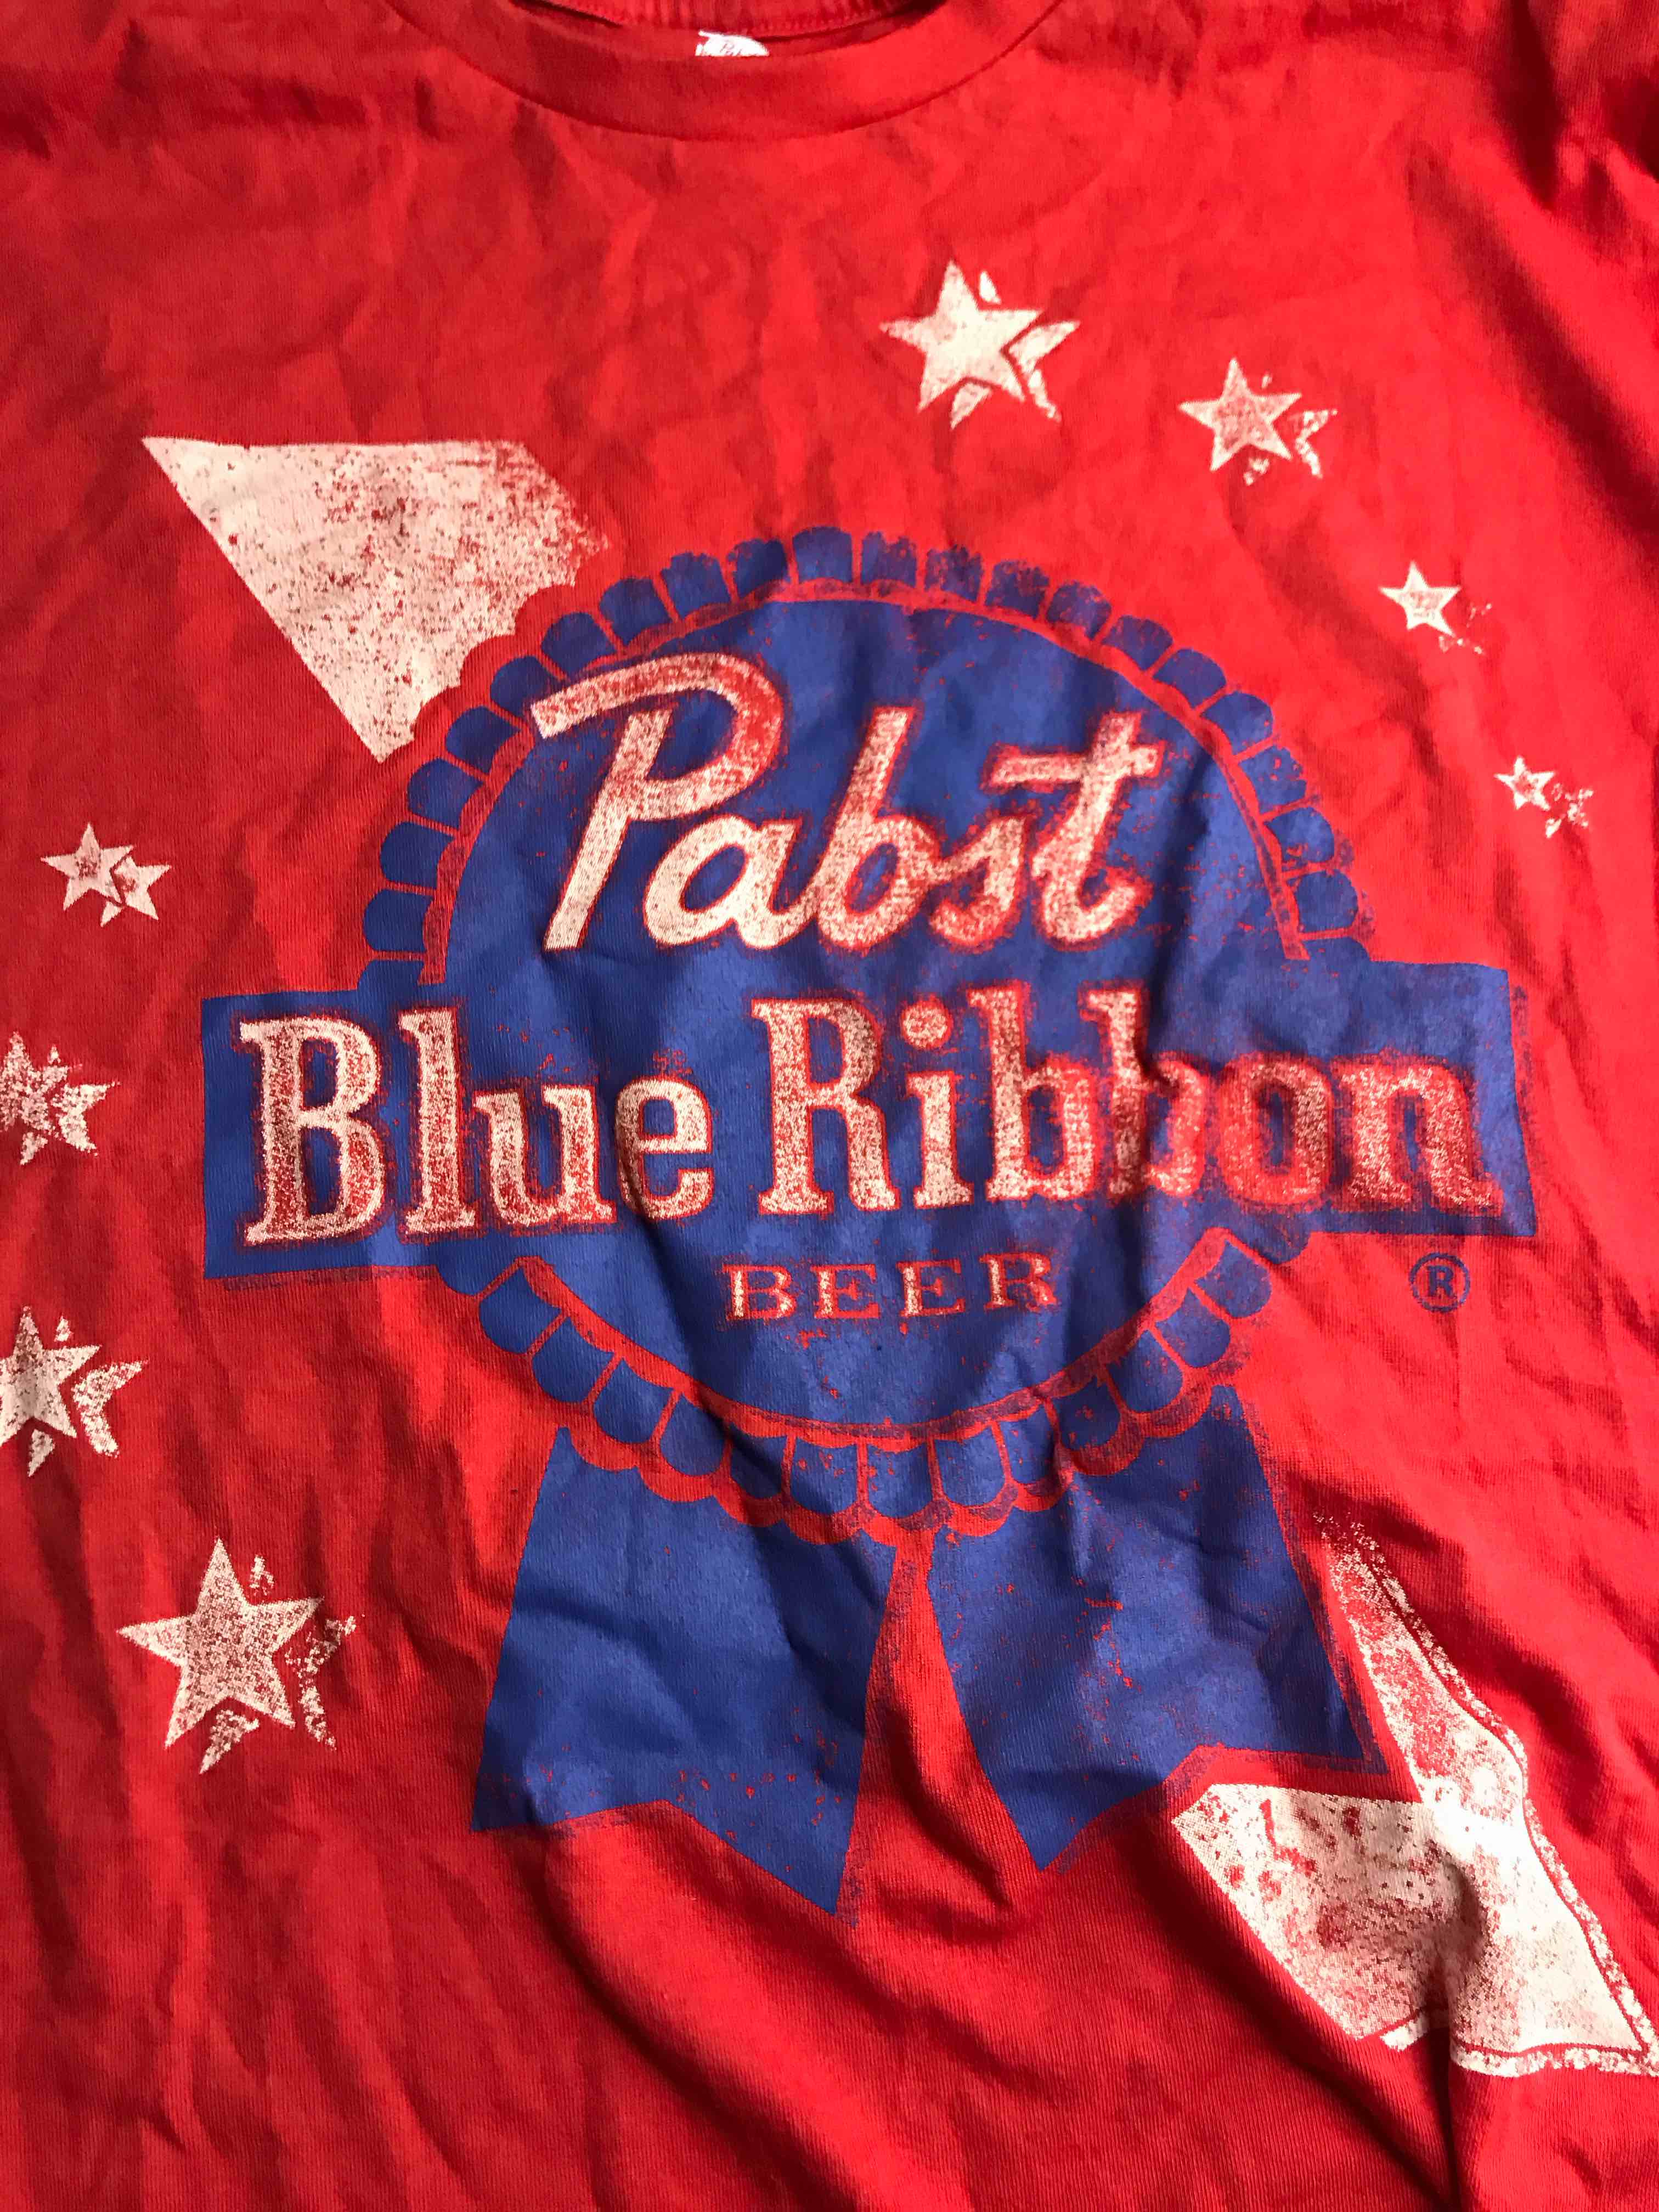 Pabst
Blue Ribbon
BEER
®